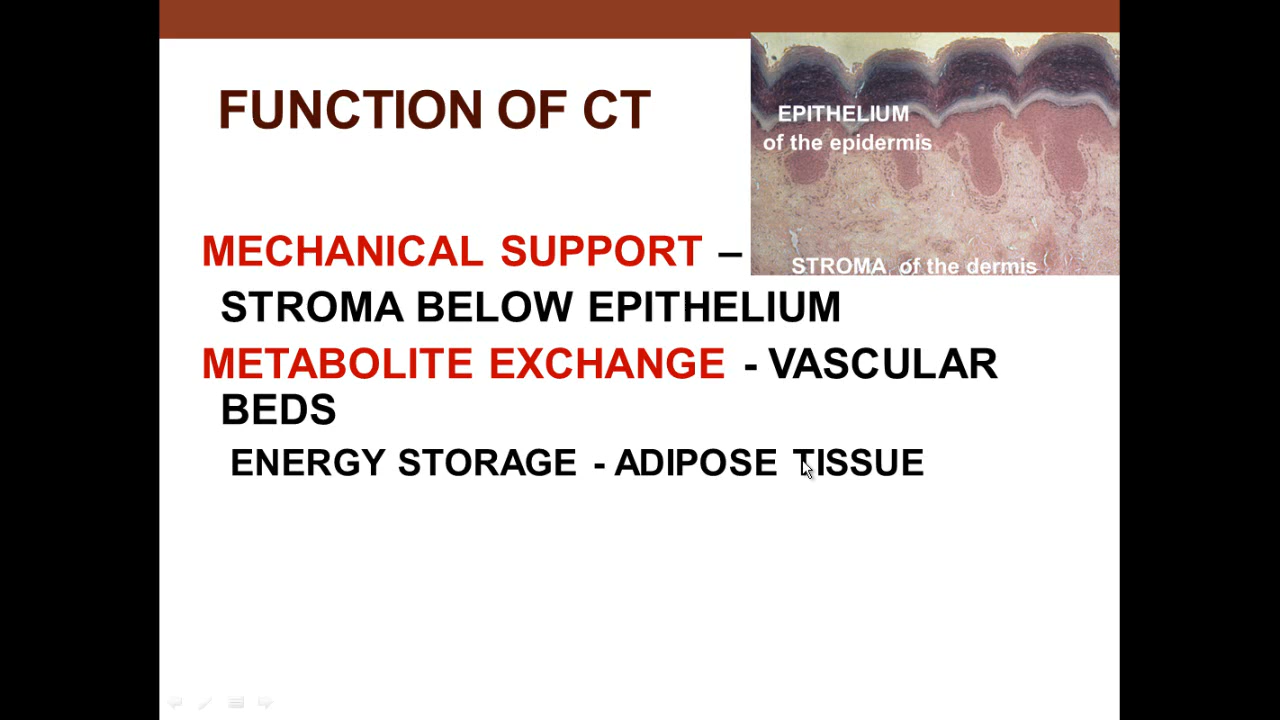 FUNCTION OF CT
EPITHELIUM
of the epidermis
STROMA of the dermis
MECHANICAL SUPPORT –
STROMA BELOW EPITHELIUM
METABOLITE EXCHANGE - VASCULAR
BEDS
ENERGY STORAGE - ADIPOSE TISSUE